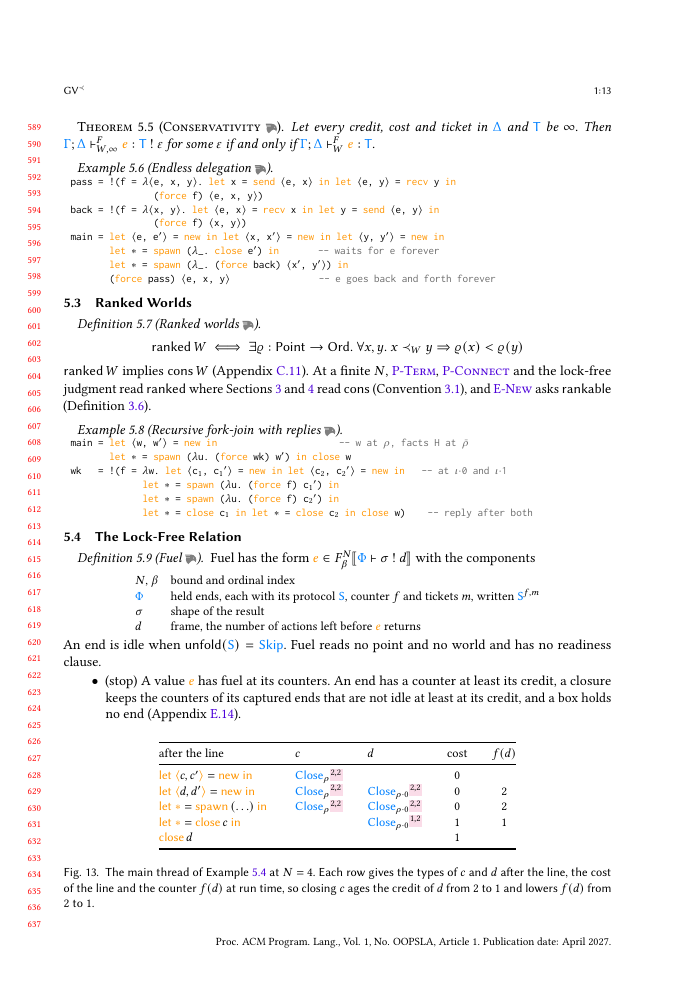 GV≺ 1:13
589 THEOREM 5.5 (CONSERVATIVITY). Let every credit, cost and ticket in Δ and T be ∞. Then
590 Γ; Δ ⊢F W,∞ e : T ! ε for some ε if and only if Γ; Δ ⊢F W e : T.
591
592 Example 5.6 (Endless delegation).
593 pass = !(f = λ⟨e, x, y⟩. let x = send ⟨e, x⟩ in let ⟨e, y⟩ = recv y in
(force f) ⟨e, x, y⟩)
594 back = !(f = λ⟨x, y⟩. let ⟨e, x⟩ = recv x in let y = send ⟨e, y⟩ in
595 (force f) ⟨x, y⟩)
596 main = let ⟨e, e′⟩ = new in let ⟨x, x′⟩ = new in let ⟨y, y′⟩ = new in
597 let * = spawn (λ_. close e′) in -- waits for e forever
let * = spawn (λ_. (force back) ⟨x′, y′⟩) in
598 (force pass) ⟨e, x, y⟩ -- e goes back and forth forever
599
600 5.3 Ranked Worlds
601 Definition 5.7 (Ranked worlds).
602
603 ranked W ⟺ ∃ϱ : Point → Ord. ∀x, y. x ≺W y ⇒ ϱ(x) < ϱ(y)
604 ranked W implies cons W (Appendix C.11). At a finite N, P-TERM, P-CONNECT and the lock-free
605 judgment read ranked where Sections 3 and 4 read cons (Convention 3.1), and E-NEW asks rankable
606 (Definition 3.6).
607 Example 5.8 (Recursive fork-join with replies).
608 main = let ⟨w, w′⟩ = new in -- w at ρ, facts H at ρ̄
609 let * = spawn (λu. (force wk) w′) in close w
610 wk = !(f = λw. let ⟨c₁, c₁′⟩ = new in let ⟨c₂, c₂′⟩ = new in -- at ι·0 and ι·1
611 let * = spawn (λu. (force f) c₁′) in
let * = spawn (λu. (force f) c₂′) in
612 let * = close c₁ in let * = close c₂ in close w) -- reply after both
613
614 5.4 The Lock-Free Relation
615 Definition 5.9 (Fuel). Fuel has the form e ∈ F^N_β⟦Φ ⊢ σ ! d⟧ with the components
616
617 N, β bound and ordinal index
Φ held ends, each with its protocol S, counter f and tickets m, written S^f,m
618 σ shape of the result
619 d frame, the number of actions left before e returns
620 An end is idle when unfold(S) = Skip. Fuel reads no point and no world and has no readiness
621 clause.
622 • (stop) A value e has fuel at its counters. An end has a counter at least its credit, a closure
623 keeps the counters of its captured ends that are not idle at least at its credit, and a box holds
624 no end (Appendix E.14).
625
626
627 after the line c d cost f(d)
628 let ⟨c, c′⟩ = new in Closeρ 2,2 0
629 let ⟨d, d′⟩ = new in Closeρ 2,2 Closeρ·0 2,2 0 2
630 let * = spawn (...) in Closeρ 2,2 Closeρ·0 2,2 0 2
631 let * = close c in Closeρ·0 1,2 1 1
632 close d 1
633
634 Fig. 13. The main thread of Example 5.4 at N = 4. Each row gives the types of c and d after the line, the cost
635 of the line and the counter f(d) at run time, so closing c ages the credit of d from 2 to 1 and lowers f(d) from
636 2 to 1.
637
Proc. ACM Program. Lang., Vol. 1, No. OOPSLA, Article 1. Publication date: April 2027.